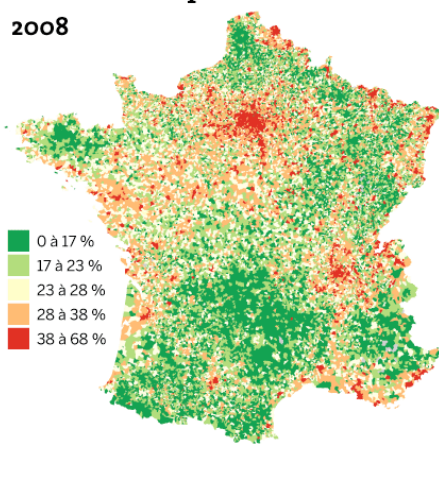 2008
0 à 17 %
17 à 23 %
23 à 28 %
28 à 38 %
38 à 68 %